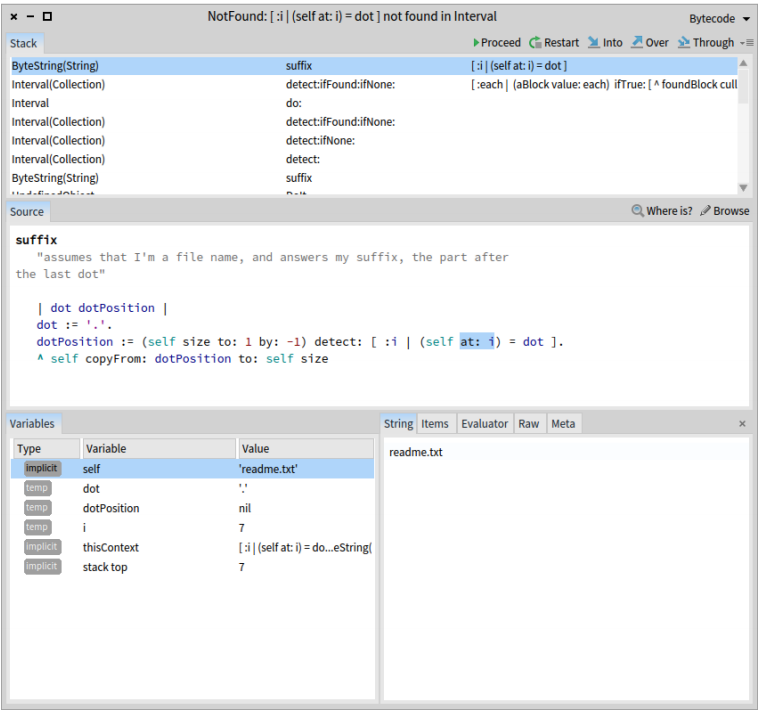 NotFound: [ :i | (self at: i) = dot ] not found in Interval
Bytecode
Stack
Proceed Restart Into Over Through
ByteString(String) suffix [ :i | (self at: i) = dot ]
Interval(Collection) detect:ifFound:ifNone: [ :each | (aBlock value: each) ifTrue: [ ^ foundBlock cull
Interval do:
Interval(Collection) detect:ifFound:ifNone:
Interval(Collection) detect:ifNone:
Interval(Collection) detect:
ByteString(String) suffix
UndefinedObject DoIt
Source Where is? Browse
suffix
"assumes that I'm a file name, and answers my suffix, the part after
the last dot"
| dot dotPosition |
dot := '.'.
dotPosition := (self size to: 1 by: -1) detect: [ :i | (self at: i) = dot ].
^ self copyFrom: dotPosition to: self size
Variables
Type Variable Value
implicit self 'readme.txt'
temp dot '.'
temp dotPosition nil
temp i 7
implicit thisContext [ :i | (self at: i) = do...eString(
implicit stack top 7
String Items Evaluator Raw Meta
readme.txt